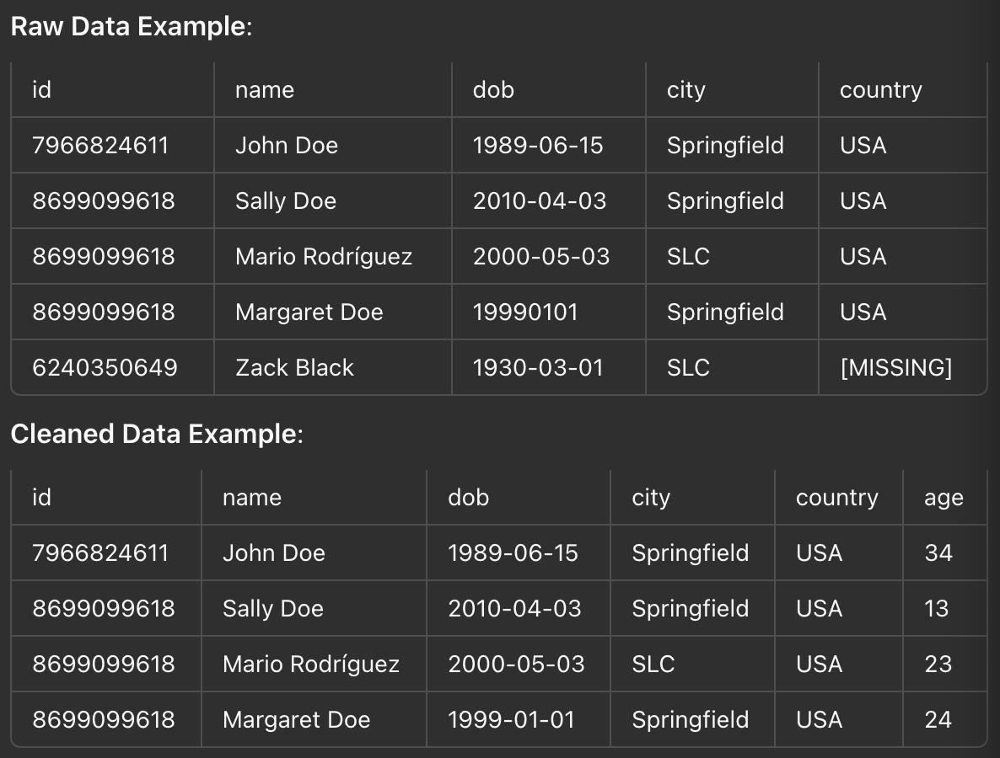 Raw Data Example:
id name dob city country
7966824611 John Doe 1989-06-15 Springfield USA
8699099618 Sally Doe 2010-04-03 Springfield USA
8699099618 Mario Rodríguez 2000-05-03 SLC USA
8699099618 Margaret Doe 19990101 Springfield USA
6240350649 Zack Black 1930-03-01 SLC [MISSING]
Cleaned Data Example:
id name dob city country age
7966824611 John Doe 1989-06-15 Springfield USA 34
8699099618 Sally Doe 2010-04-03 Springfield USA 13
8699099618 Mario Rodríguez 2000-05-03 SLC USA 23
8699099618 Margaret Doe 1999-01-01 Springfield USA 24